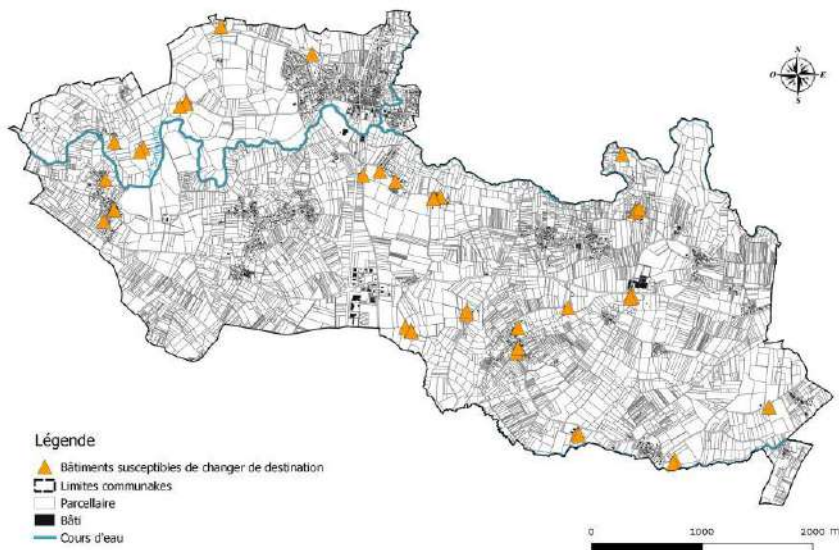 N
O E
S
Légende
Bâtiments susceptibles de changer de destination
Limites communakes
Parcellaire
Bâti
Cours d'eau
0 1000 2000 m